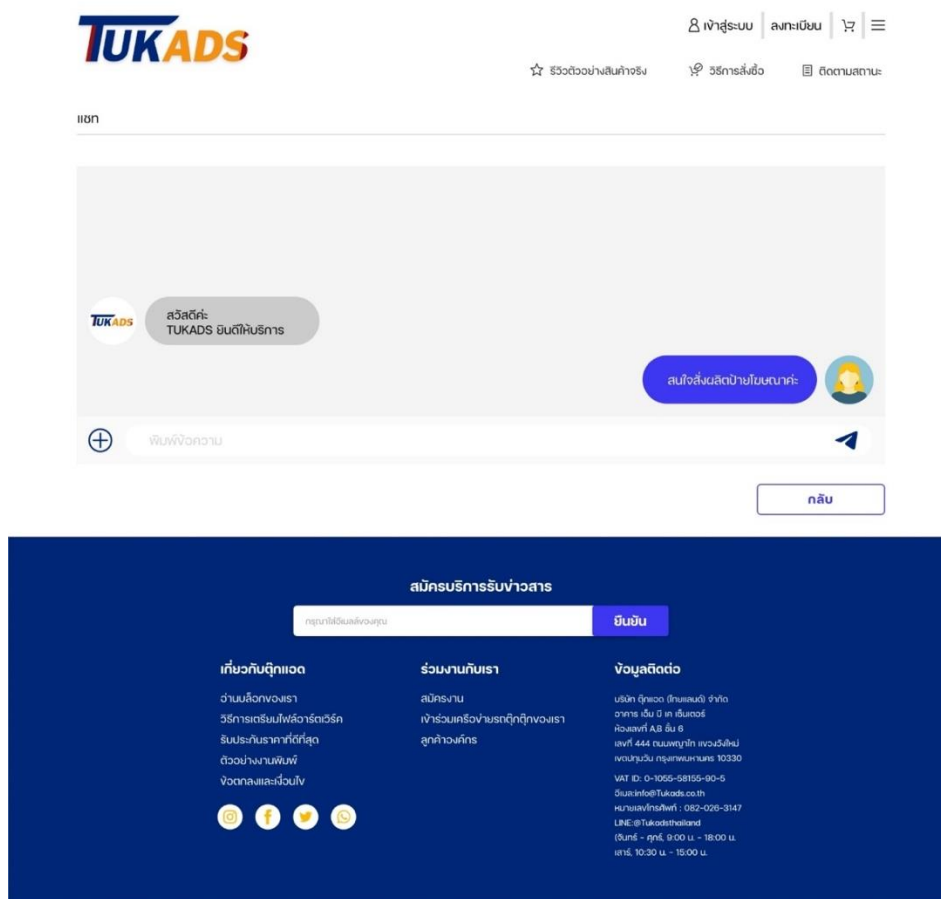 TUKADS
เข้าสู่ระบบ ลงทะเบียน
รีวิวตัวอย่างสินค้าจริง วิธีการสั่งซื้อ ติดตามสถานะ
แชท
TUKADS
สวัสดีค่ะ
TUKADS ยินดีให้บริการ
สนใจสั่งผลิตป้ายโฆษณาค่ะ
พิมพ์ข้อความ
กลับ
สมัครบริการรับข่าวสาร
กรุณาใส่อีเมลล์ของคุณ ยืนยัน
เกี่ยวกับตุ๊กแอด
อ่านบล็อกของเรา
วิธีการเตรียมไฟล์อาร์ตเวิร์ค
รับประกันราคาที่ดีที่สุด
ตัวอย่างงานพิมพ์
ข้อตกลงและเงื่อนไข
ร่วมงานกับเรา
สมัครงาน
เข้าร่วมเครือข่ายรถตุ๊กตุ๊กของเรา
ลูกค้าองค์กร
ข้อมูลติดต่อ
บริษัท ตุ๊กแอด (ไทยแลนด์) จำกัด
อาคาร เอ็ม บี เค เซ็นเตอร์
ห้องเลขที่ A,B ชั้น 6
เลขที่ 444 ถนนพญาไท แขวงวังใหม่
เขตปทุมวัน กรุงเทพมหานคร 10330
VAT ID: 0-1055-58155-90-5
อีเมล:info@Tukads.co.th
หมายเลขโทรศัพท์ : 082-026-3147
LINE:@Tukadsthailand
(จันทร์ - ศุกร์, 9:00 น. - 18:00 น.
เสาร์, 10:30 น. - 15:00 น.